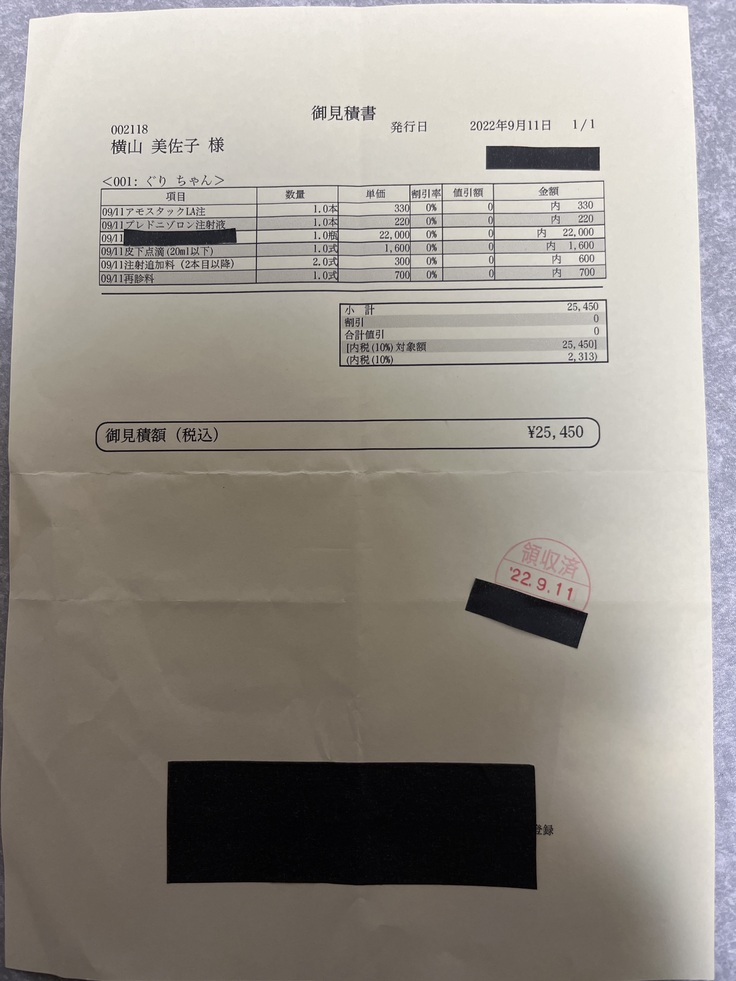 御見積書
002118 発行日 2022年9月11日 1/1
横山 美佐子 様
<001: ぐり ちゃん>
項目 数量 単価 割引率 値引額 金額
09/11アモスタックLA注 1.0本 330 0% 0 内 330
09/11プレドニゾロン注射液 1.0本 220 0% 0 内 220
09/11 1.0瓶 22,000 0% 0 内 22,000
09/11皮下点滴(20ml以下) 1.0式 1,600 0% 0 内 1,600
09/11注射追加料(2本目以降) 2.0式 300 0% 0 内 600
09/11再診料 1.0式 700 0% 0 内 700
小 計 25,450
割引 0
合計値引 0
[内税(10%)対象額 25,450]
(内税(10%) 2,313)
御見積額(税込) ¥25,450
領収済
'22.9.11
登録